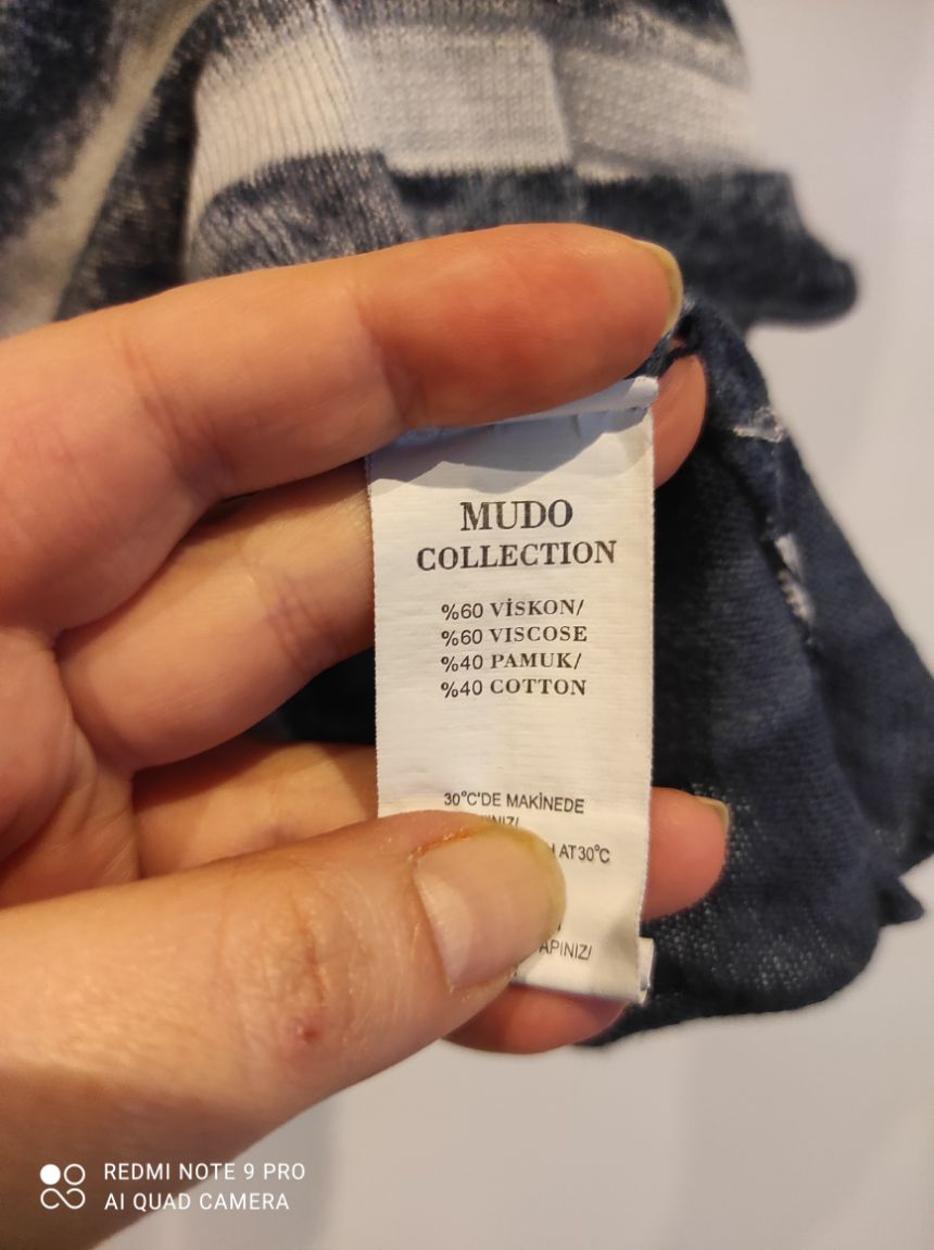 MUDO
COLLECTION
%60 VİSKON/
%60 VISCOSE
%40 PAMUK/
%40 COTTON
30°C'DE MAKİNEDE
AT30°C
REDMI NOTE 9 PRO
AI QUAD CAMERA